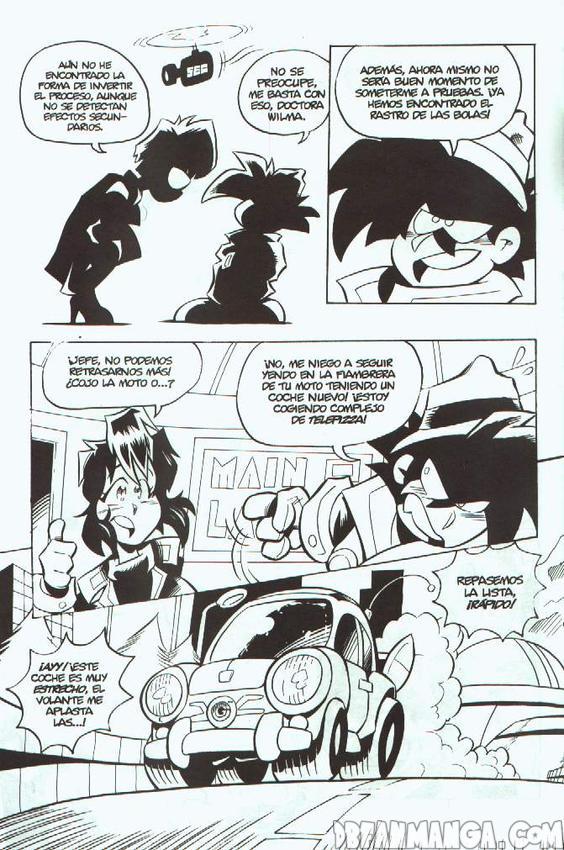 AÚN NO HE
ENCONTRADO LA
FORMA DE INVERTIR
EL PROCESO, AUNQUE
NO SE DETECTAN
EFECTOS SECUN-
DARIOS.
SEG
NO SE
PREOCUPE,
ME BASTA CON
ESO, DOCTORA
WILMA.
ADEMÁS, AHORA MISMO NO
SERÍA BUEN MOMENTO DE
SOMETERME A PRUEBAS. ¡YA
HEMOS ENCONTRADO EL
RASTRO DE LAS BOLAS!
¡JEFE, NO PODEMOS
RETRASARNOS MÁS!
¿COJO LA MOTO O...?
¡NO, ME NIEGO A SEGUIR
YENDO EN LA FIAMBRERA
DE TU MOTO TENIENDO UN
COCHE NUEVO! ¡ESTOY
COGIENDO COMPLEJO
DE TELEPIZZA!
MAIN
REPASEMOS
LA LISTA,
¡RÁPIDO!
¡AYY! ¡ESTE
COCHE ES MUY
ESTRECHO, EL
VOLANTE ME
APLASTA
LAS...!
DBZANMANGA.COM